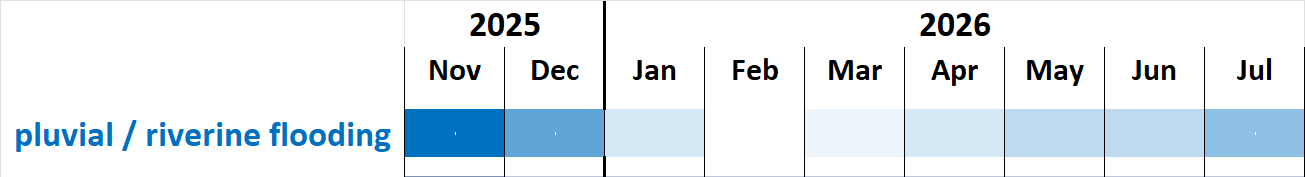 2025 2026
Nov Dec Jan Feb Mar Apr May Jun Jul
pluvial / riverine flooding